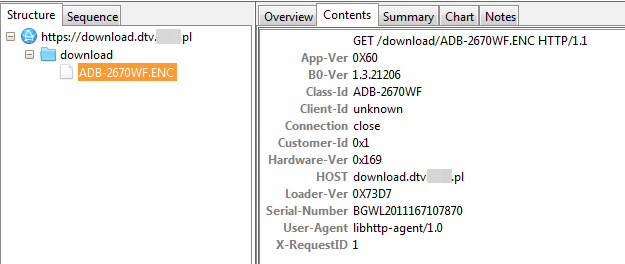 Structure Sequence
https://download.dtv .pl
download
ADB-2670WF.ENC
Overview Contents Summary Chart Notes
GET /download/ADB-2670WF.ENC HTTP/1.1
App-Ver 0X60
B0-Ver 1.3.21206
Class-Id ADB-2670WF
Client-Id unknown
Connection close
Customer-Id 0x1
Hardware-Ver 0x169
HOST download.dtv .pl
Loader-Ver 0X73D7
Serial-Number BGWL2011167107870
User-Agent libhttp-agent/1.0
X-RequestID 1